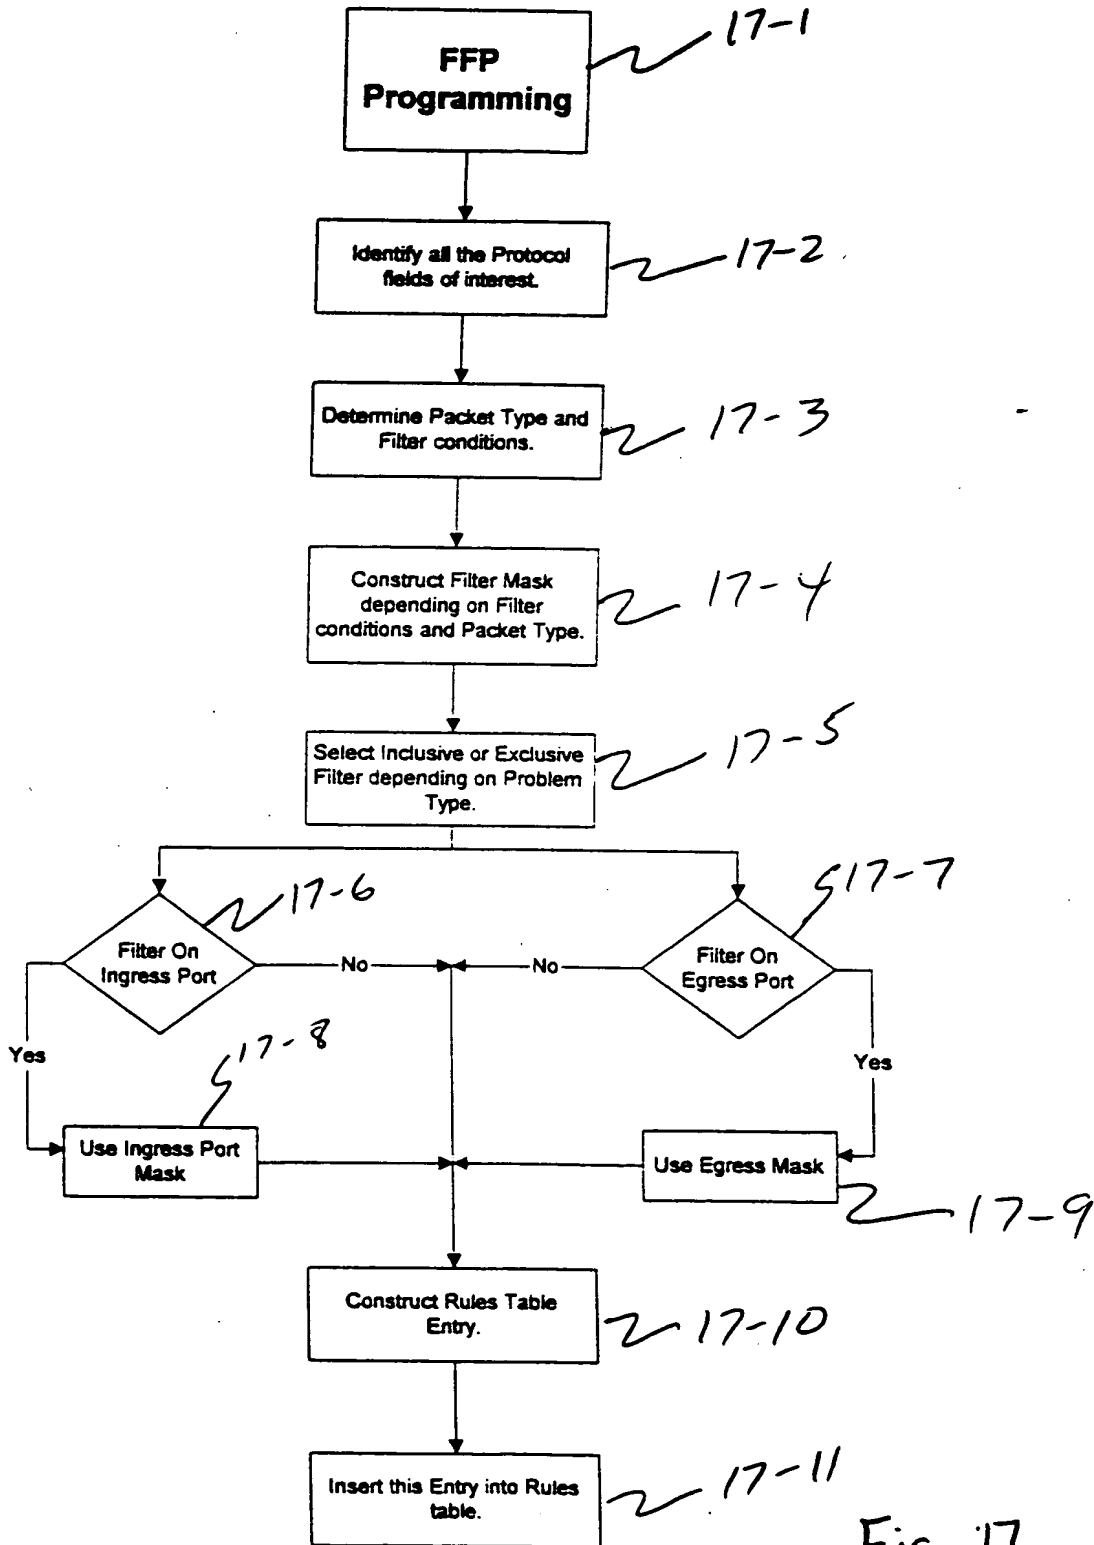 17-1
FFP
Programming
17-2
Identify all the Protocol
fields of interest.
17-3
Determine Packet Type and
Filter conditions.
17-4
Construct Filter Mask
depending on Filter
conditions and Packet Type.
17-5
Select Inclusive or Exclusive
Filter depending on Problem
Type.
17-6
17-7
Filter On
Ingress Port
No
No
Filter On
Egress Port
Yes
17-8
Yes
Use Ingress Port
Mask
Use Egress Mask
17-9
Construct Rules Table
Entry.
17-10
Insert this Entry into Rules
table.
17-11
Fig. 17